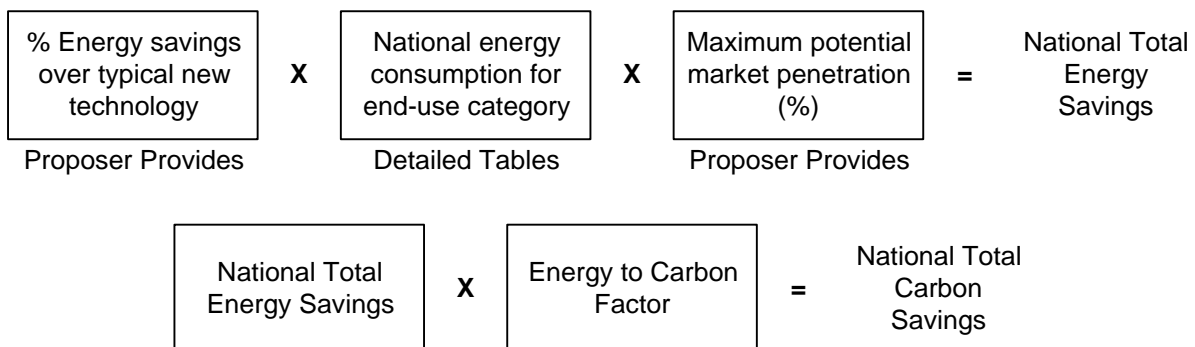 % Energy savings
over typical new
technology
X
National energy
consumption for
end-use category
X
Maximum potential
market penetration
(%)
=
National Total
Energy
Savings
Proposer Provides
Detailed Tables
Proposer Provides
National Total
Energy Savings
X
Energy to Carbon
Factor
=
National Total
Carbon
Savings